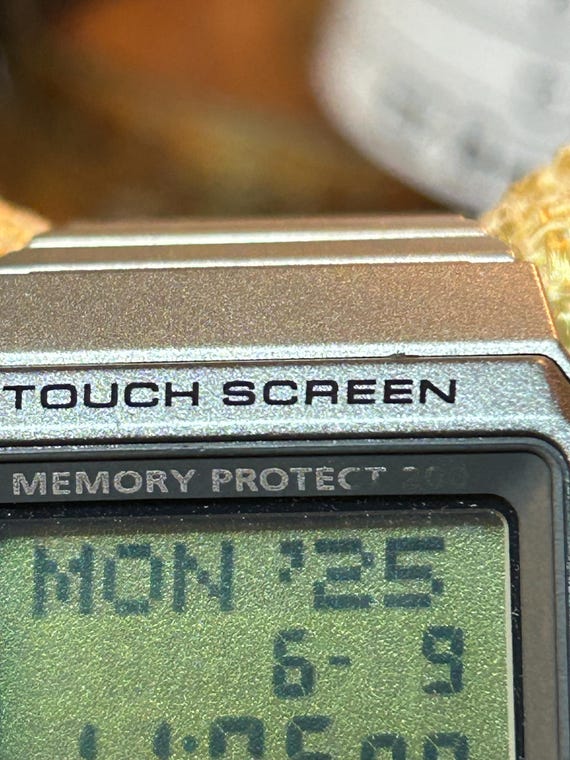 TOUCH SCREEN
MEMORY PROTECT
MON '25
6- 9